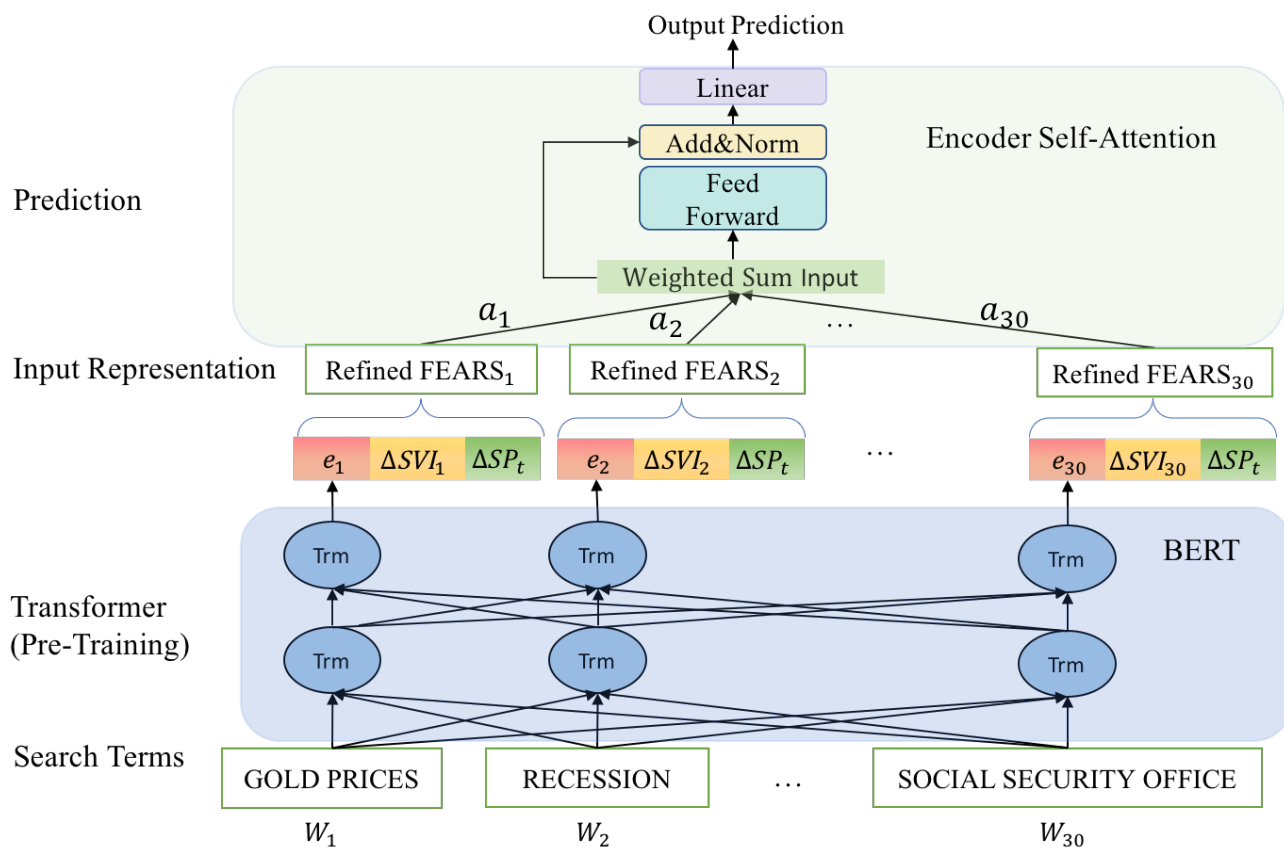 Output Prediction
Linear
Add&Norm
Encoder Self-Attention
Feed
Forward
Prediction
Weighted Sum Input
a₁ a₂ … a₃₀
Input Representation
Refined FEARS₁ Refined FEARS₂ Refined FEARS₃₀
e₁ ΔSVI₁ ΔSPₜ e₂ ΔSVI₂ ΔSPₜ … e₃₀ ΔSVI₃₀ ΔSPₜ
Trm Trm Trm
BERT
Transformer
(Pre-Training)
Trm Trm Trm
Search Terms
GOLD PRICES RECESSION … SOCIAL SECURITY OFFICE
W₁ W₂ W₃₀